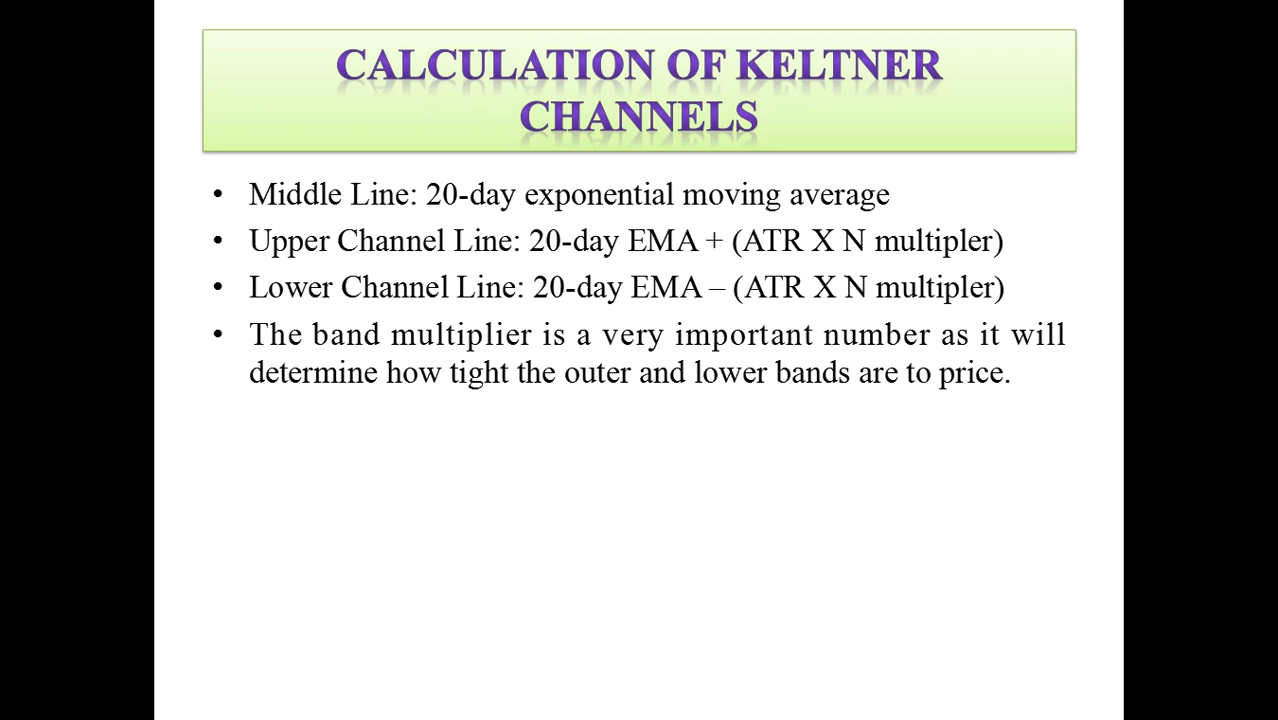 CALCULATION OF KELTNER
CHANNELS
• Middle Line: 20-day exponential moving average
• Upper Channel Line: 20-day EMA + (ATR X N multipler)
• Lower Channel Line: 20-day EMA – (ATR X N multipler)
• The band multiplier is a very important number as it will
determine how tight the outer and lower bands are to price.